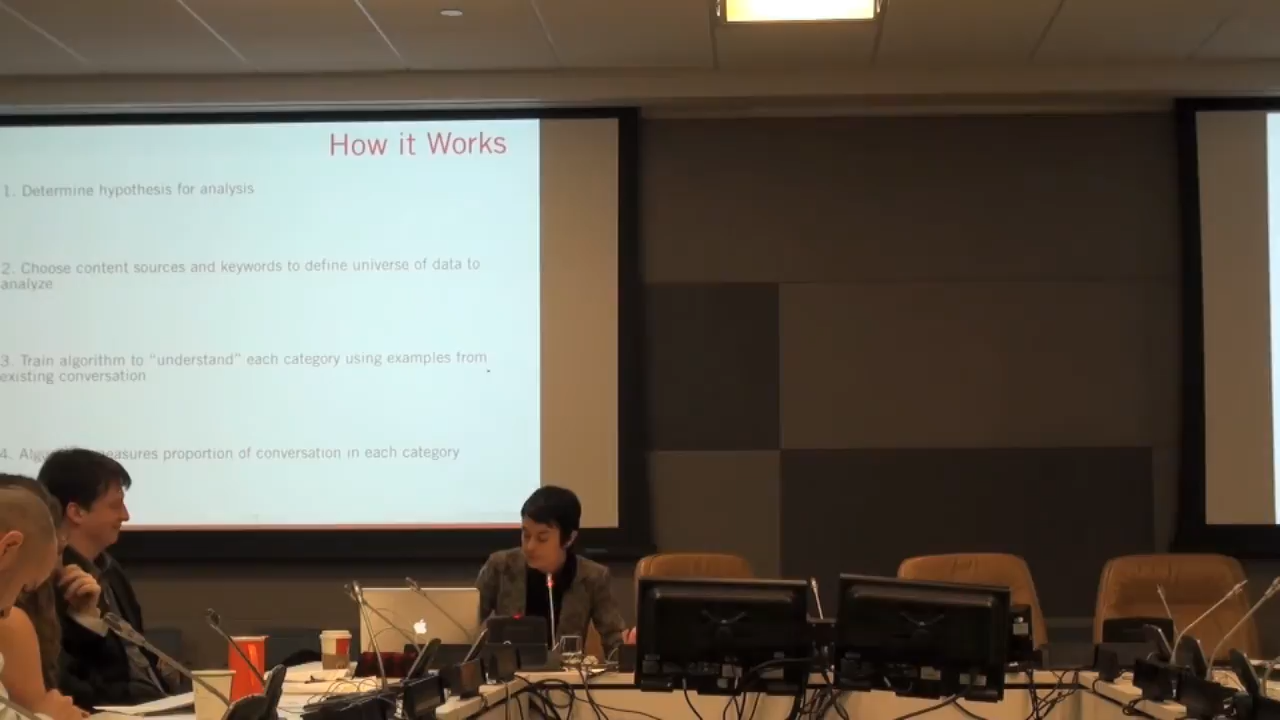 How it Works
1. Determine hypothesis for analysis
2. Choose content sources and keywords to define universe of data to
analyze
3. Train algorithm to "understand" each category using examples from
existing conversation
4. proportion of conversation in each category